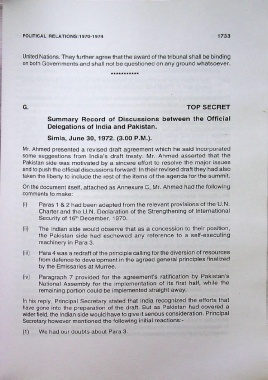 POLITICAL RELATIONS:1970-1974 1733
United Nations. They further agree that the award of the tribunal shall be binding
on both Governments and shall not be questioned on any ground whatsoever.
***********
G. TOP SECRET
Summary Record of Discussions between the Official
Delegations of India and Pakistan.
Simla, June 30, 1972. (3.00 P.M.).
Mr. Ahmed presented a revised draft agreement which he said incorporated
some suggestions from India's draft treaty. Mr. Ahmed asserted that the
Pakistan side was motivated by a sincere effort to resolve the major issues
and to push the official discussions forward. In their revised draft they had also
taken the liberty to include the rest of the items of the agenda for the summit.
On the document itself, attached as Annexure C, Mr. Ahmed had the following
comments to make:
(i) Paras 1 & 2 had been adapted from the relevant provisions of the U.N.
Charter and the U.N. Declaration of the Strengthening of International
Security of 16th December, 1970.
(ii) The Indian side would observe that as a concession to their position,
the Pakistan side had eschewed any reference to a self-executing
machinery in Para 3.
(iii) Para 4 was a redraft of the principle calling for the diversion of resources
from defence to development in the agreed general principles finalized
by the Emissaries at Murree.
(iv) Paragraph 7 provided for the agreement's ratification by Pakistan's
National Assembly for the implementation of its first half, while the
remaining portion could be implemented straight away.
In his reply, Principal Secretary stated that India recognized the efforts that
have gone into the preparation of the draft. But as Pakistan had covered a
wider field, the Indian side would have to give it serious consideration. Principal
Secretary however mentioned the following initial reactions:-
(i) We had our doubts about Para 3.